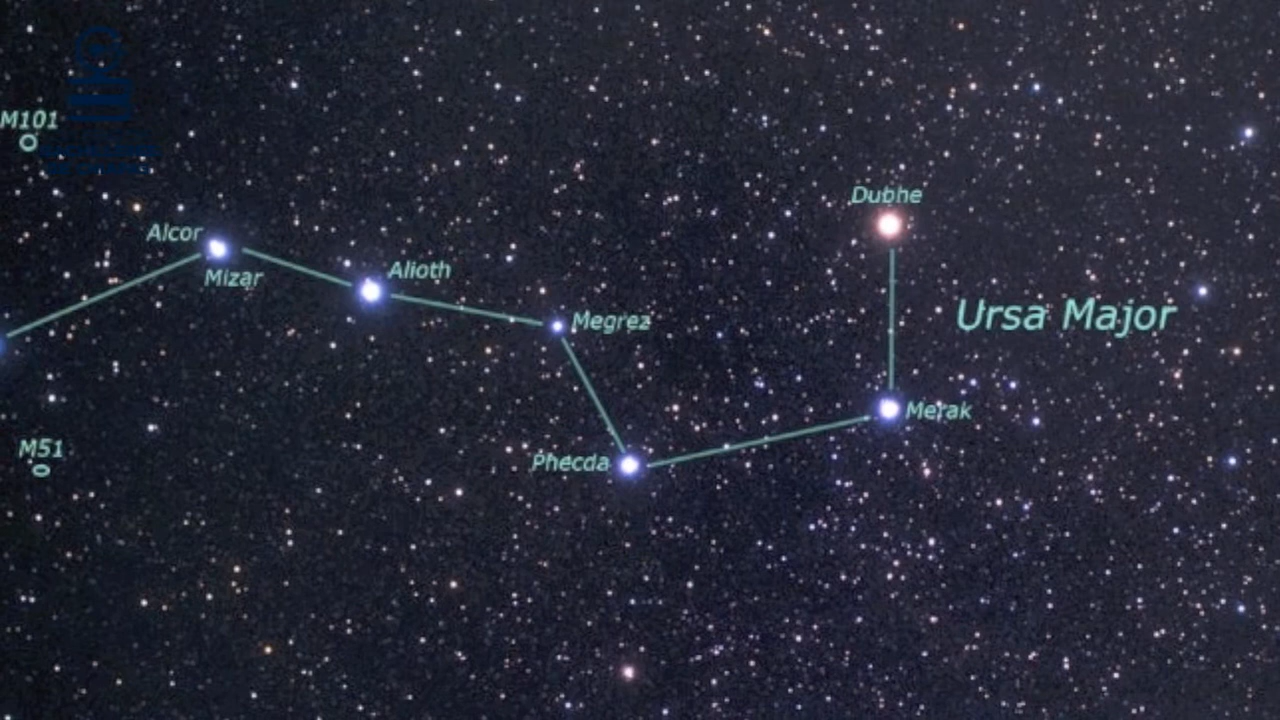 M101
Dubhe
Alcor
Mizar
Alioth
Ursa Major
Megrez
Merak
M51
Phecda